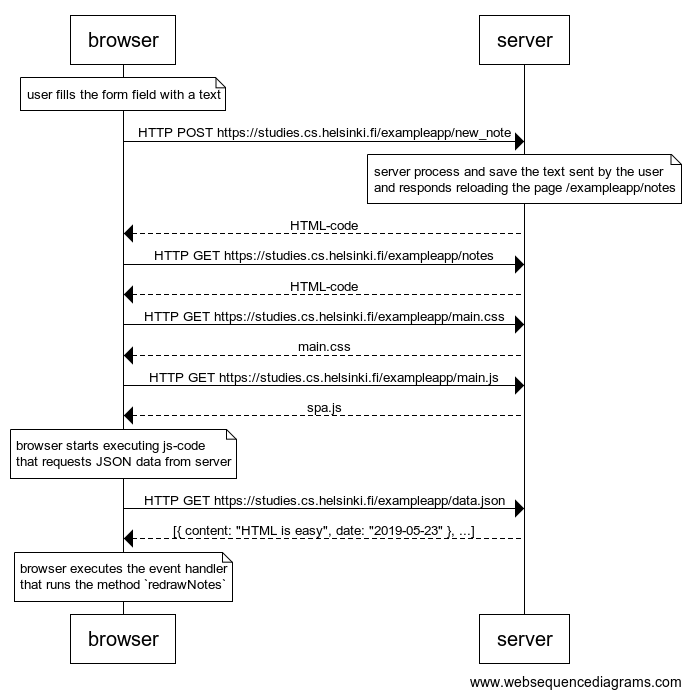 browser
server
user fills the form field with a text
HTTP POST https://studies.cs.helsinki.fi/exampleapp/new_note
server process and save the text sent by the user
and responds reloading the page /exampleapp/notes
HTML-code
HTTP GET https://studies.cs.helsinki.fi/exampleapp/notes
HTML-code
HTTP GET https://studies.cs.helsinki.fi/exampleapp/main.css
main.css
HTTP GET https://studies.cs.helsinki.fi/exampleapp/main.js
spa.js
browser starts executing js-code
that requests JSON data from server
HTTP GET https://studies.cs.helsinki.fi/exampleapp/data.json
[{ content: "HTML is easy", date: "2019-05-23" }, ...]
browser executes the event handler
that runs the method `redrawNotes`
browser
server
www.websequencediagrams.com